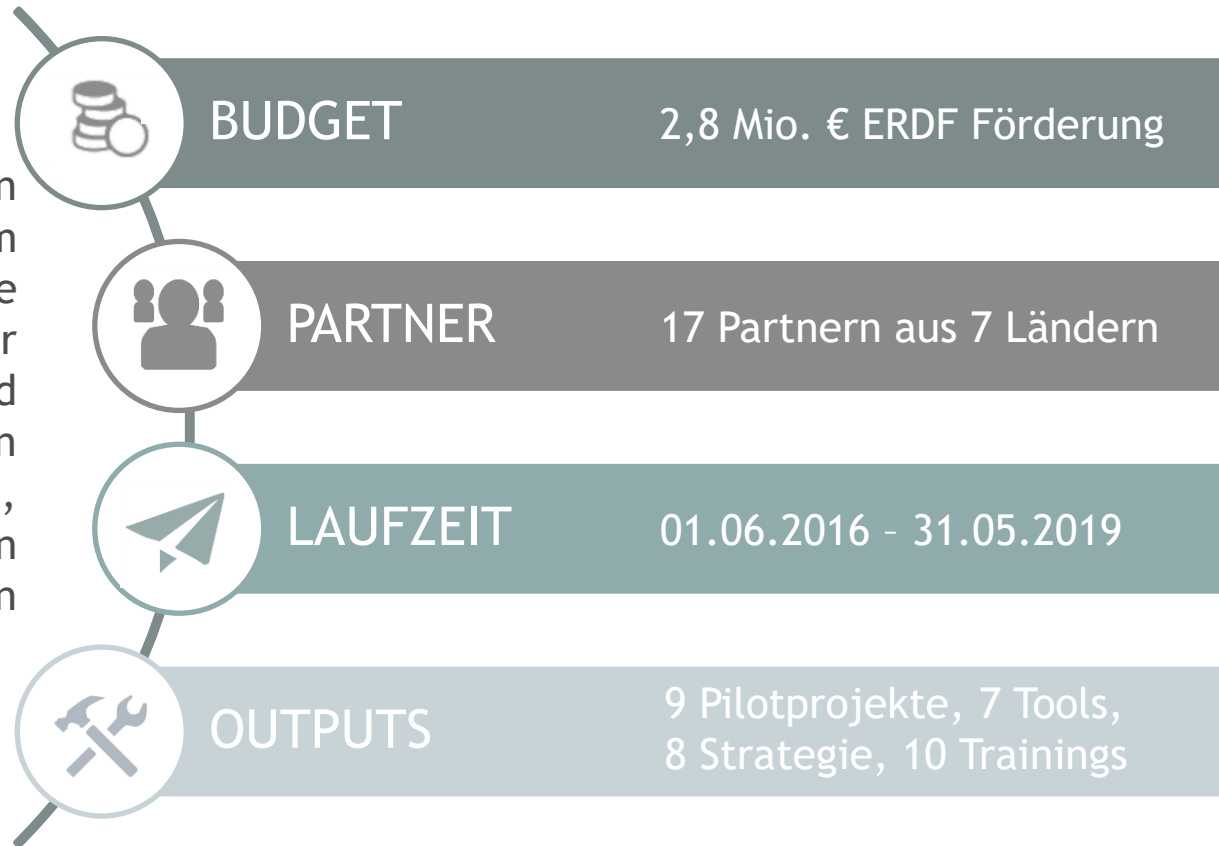 BUDGET
2,8 Mio. € ERDF Förderung
PARTNER
17 Partnern aus 7 Ländern
LAUFZEIT
01.06.2016 – 31.05.2019
OUTPUTS
9 Pilotprojekte, 7 Tools,
8 Strategie, 10 Trainings